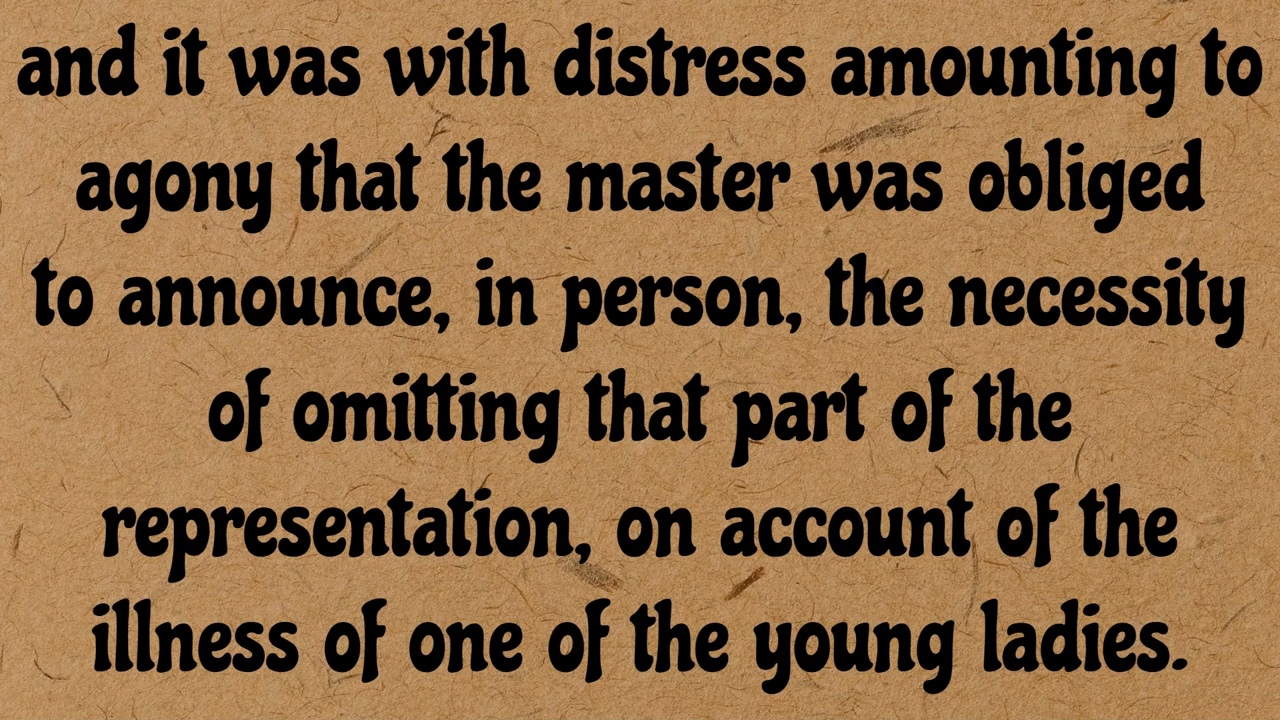 and it was with distress amounting to
agony that the master was obliged
to announce, in person, the necessity
of omitting that part of the
representation, on account of the
illness of one of the young ladies.